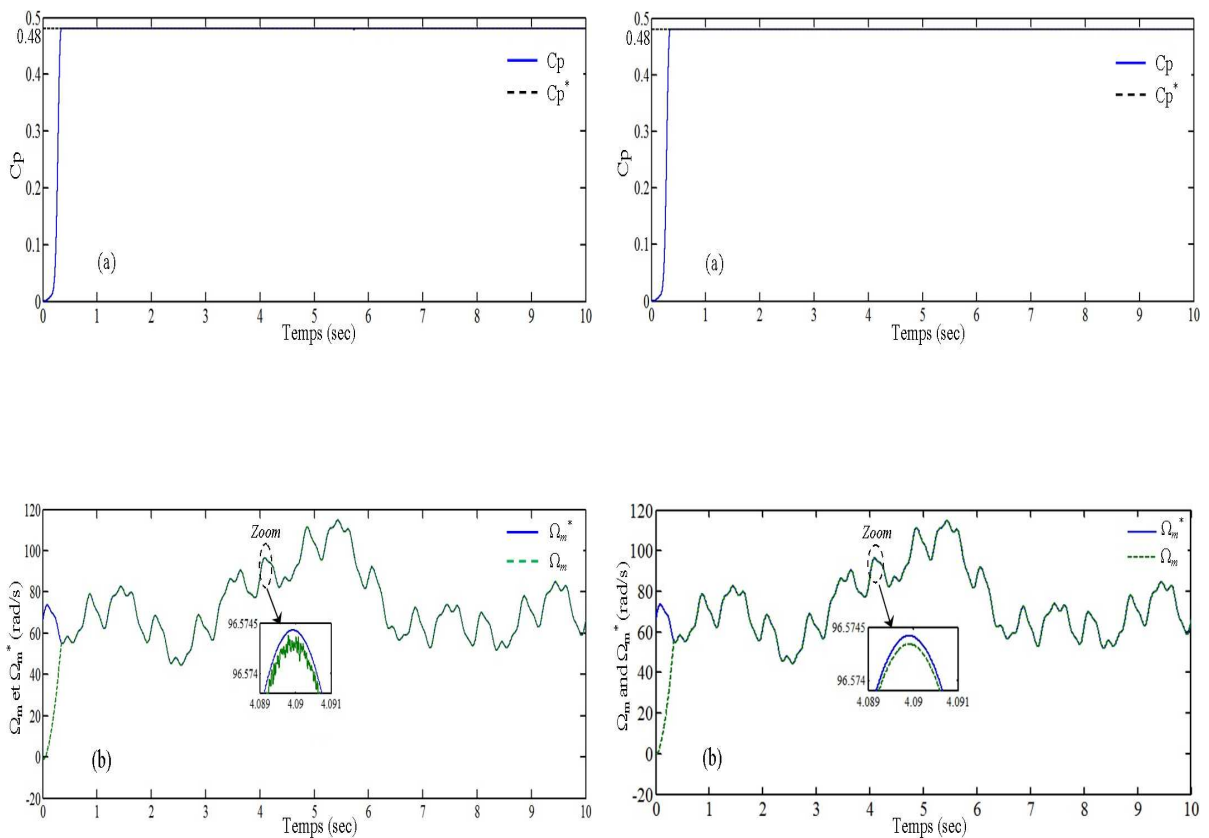 0.5
0.48
0.4
0.3
0.2
0.1
0
Cp
Cp
Cp*
(a)
0 1 2 3 4 5 6 7 8 9 10
Temps (sec)
0.5
0.48
0.4
0.3
0.2
0.1
0
Cp
Cp
Cp*
(a)
0 1 2 3 4 5 6 7 8 9 10
Temps (sec)
120
100
80
60
40
20
0
-20
Ωm et Ωm* (rad/s)
Zoom
Ωm*
Ωm
96.5745
96.574
4.089 4.09 4.091
(b)
0 1 2 3 4 5 6 7 8 9 10
Temps (sec)
120
100
80
60
40
20
0
-20
Ωm and Ωm* (rad/s)
Zoom
Ωm*
Ωm
96.5745
96.574
4.089 4.09 4.091
(b)
0 1 2 3 4 5 6 7 8 9 10
Temps (sec)